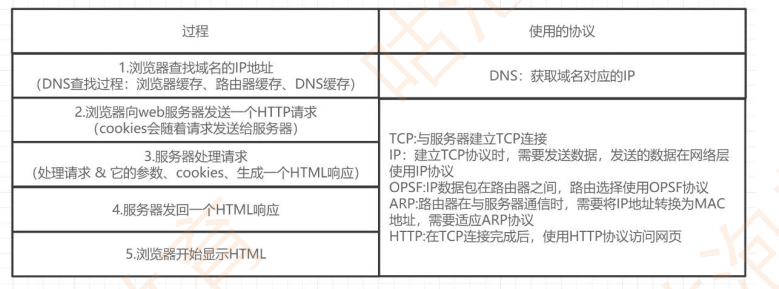 过程
使用的协议
1.浏览器查找域名的IP地址
（DNS查找过程：浏览器缓存、路由器缓存、DNS缓存）
DNS：获取域名对应的IP
2.浏览器向web服务器发送一个HTTP请求
（cookies会随着请求发送给服务器）
3.服务器处理请求
（处理请求 & 它的参数、cookies、生成一个HTML响应）
4.服务器发回一个HTML响应
5.浏览器开始显示HTML
TCP:与服务器建立TCP连接
IP：建立TCP协议时，需要发送数据，发送的数据在网络层
使用IP协议
OPSF:IP数据包在路由器之间，路由选择使用OPSF协议
ARP:路由器在与服务器通信时，需要将IP地址转换为MAC
地址，需要适应ARP协议
HTTP:在TCP连接完成后，使用HTTP协议访问网页